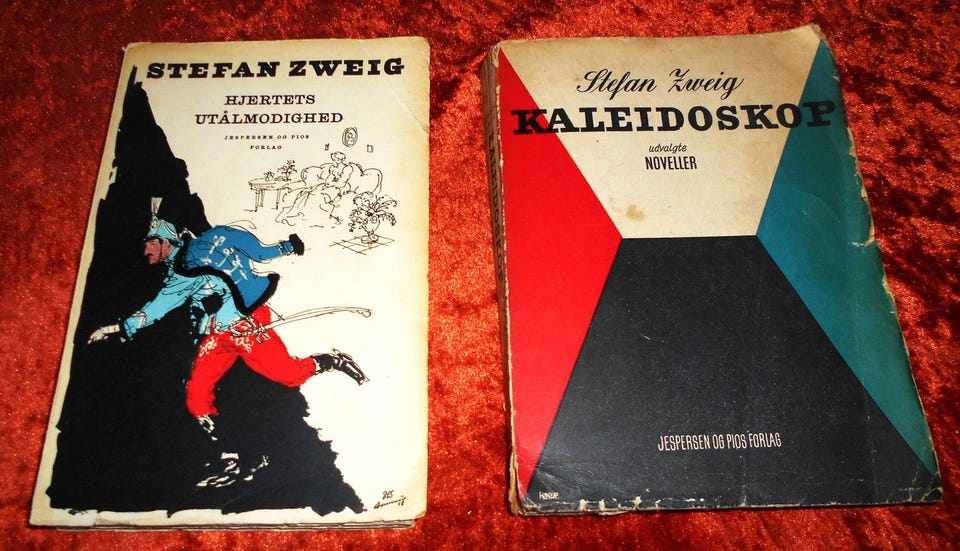 STEFAN ZWEIG
HJERTETS
UTÅLMODIGHED
JESPERSEN OG PIOS
FORLAG
Stefan Zweig
KALEIDOSKOP
udvalgte
NOVELLER
JESPERSEN OG PIOS FORLAG